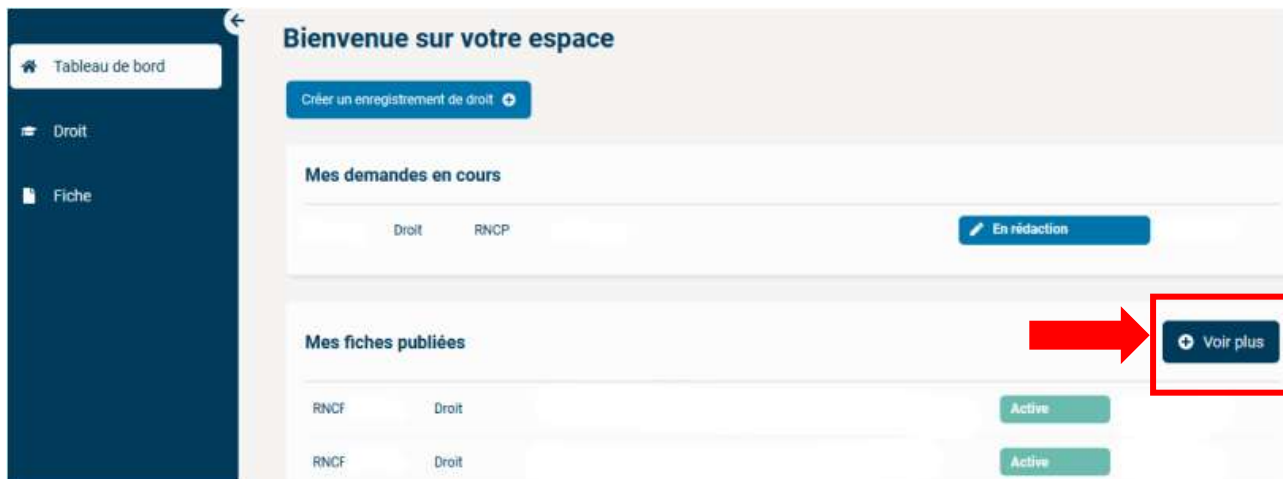 Bienvenue sur votre espace
Tableau de bord
Créer un enregistrement de droit
Droit
Mes demandes en cours
Fiche
Droit RNCP En rédaction
Mes fiches publiées Voir plus
RNCF Droit Active
RNCF Droit Active